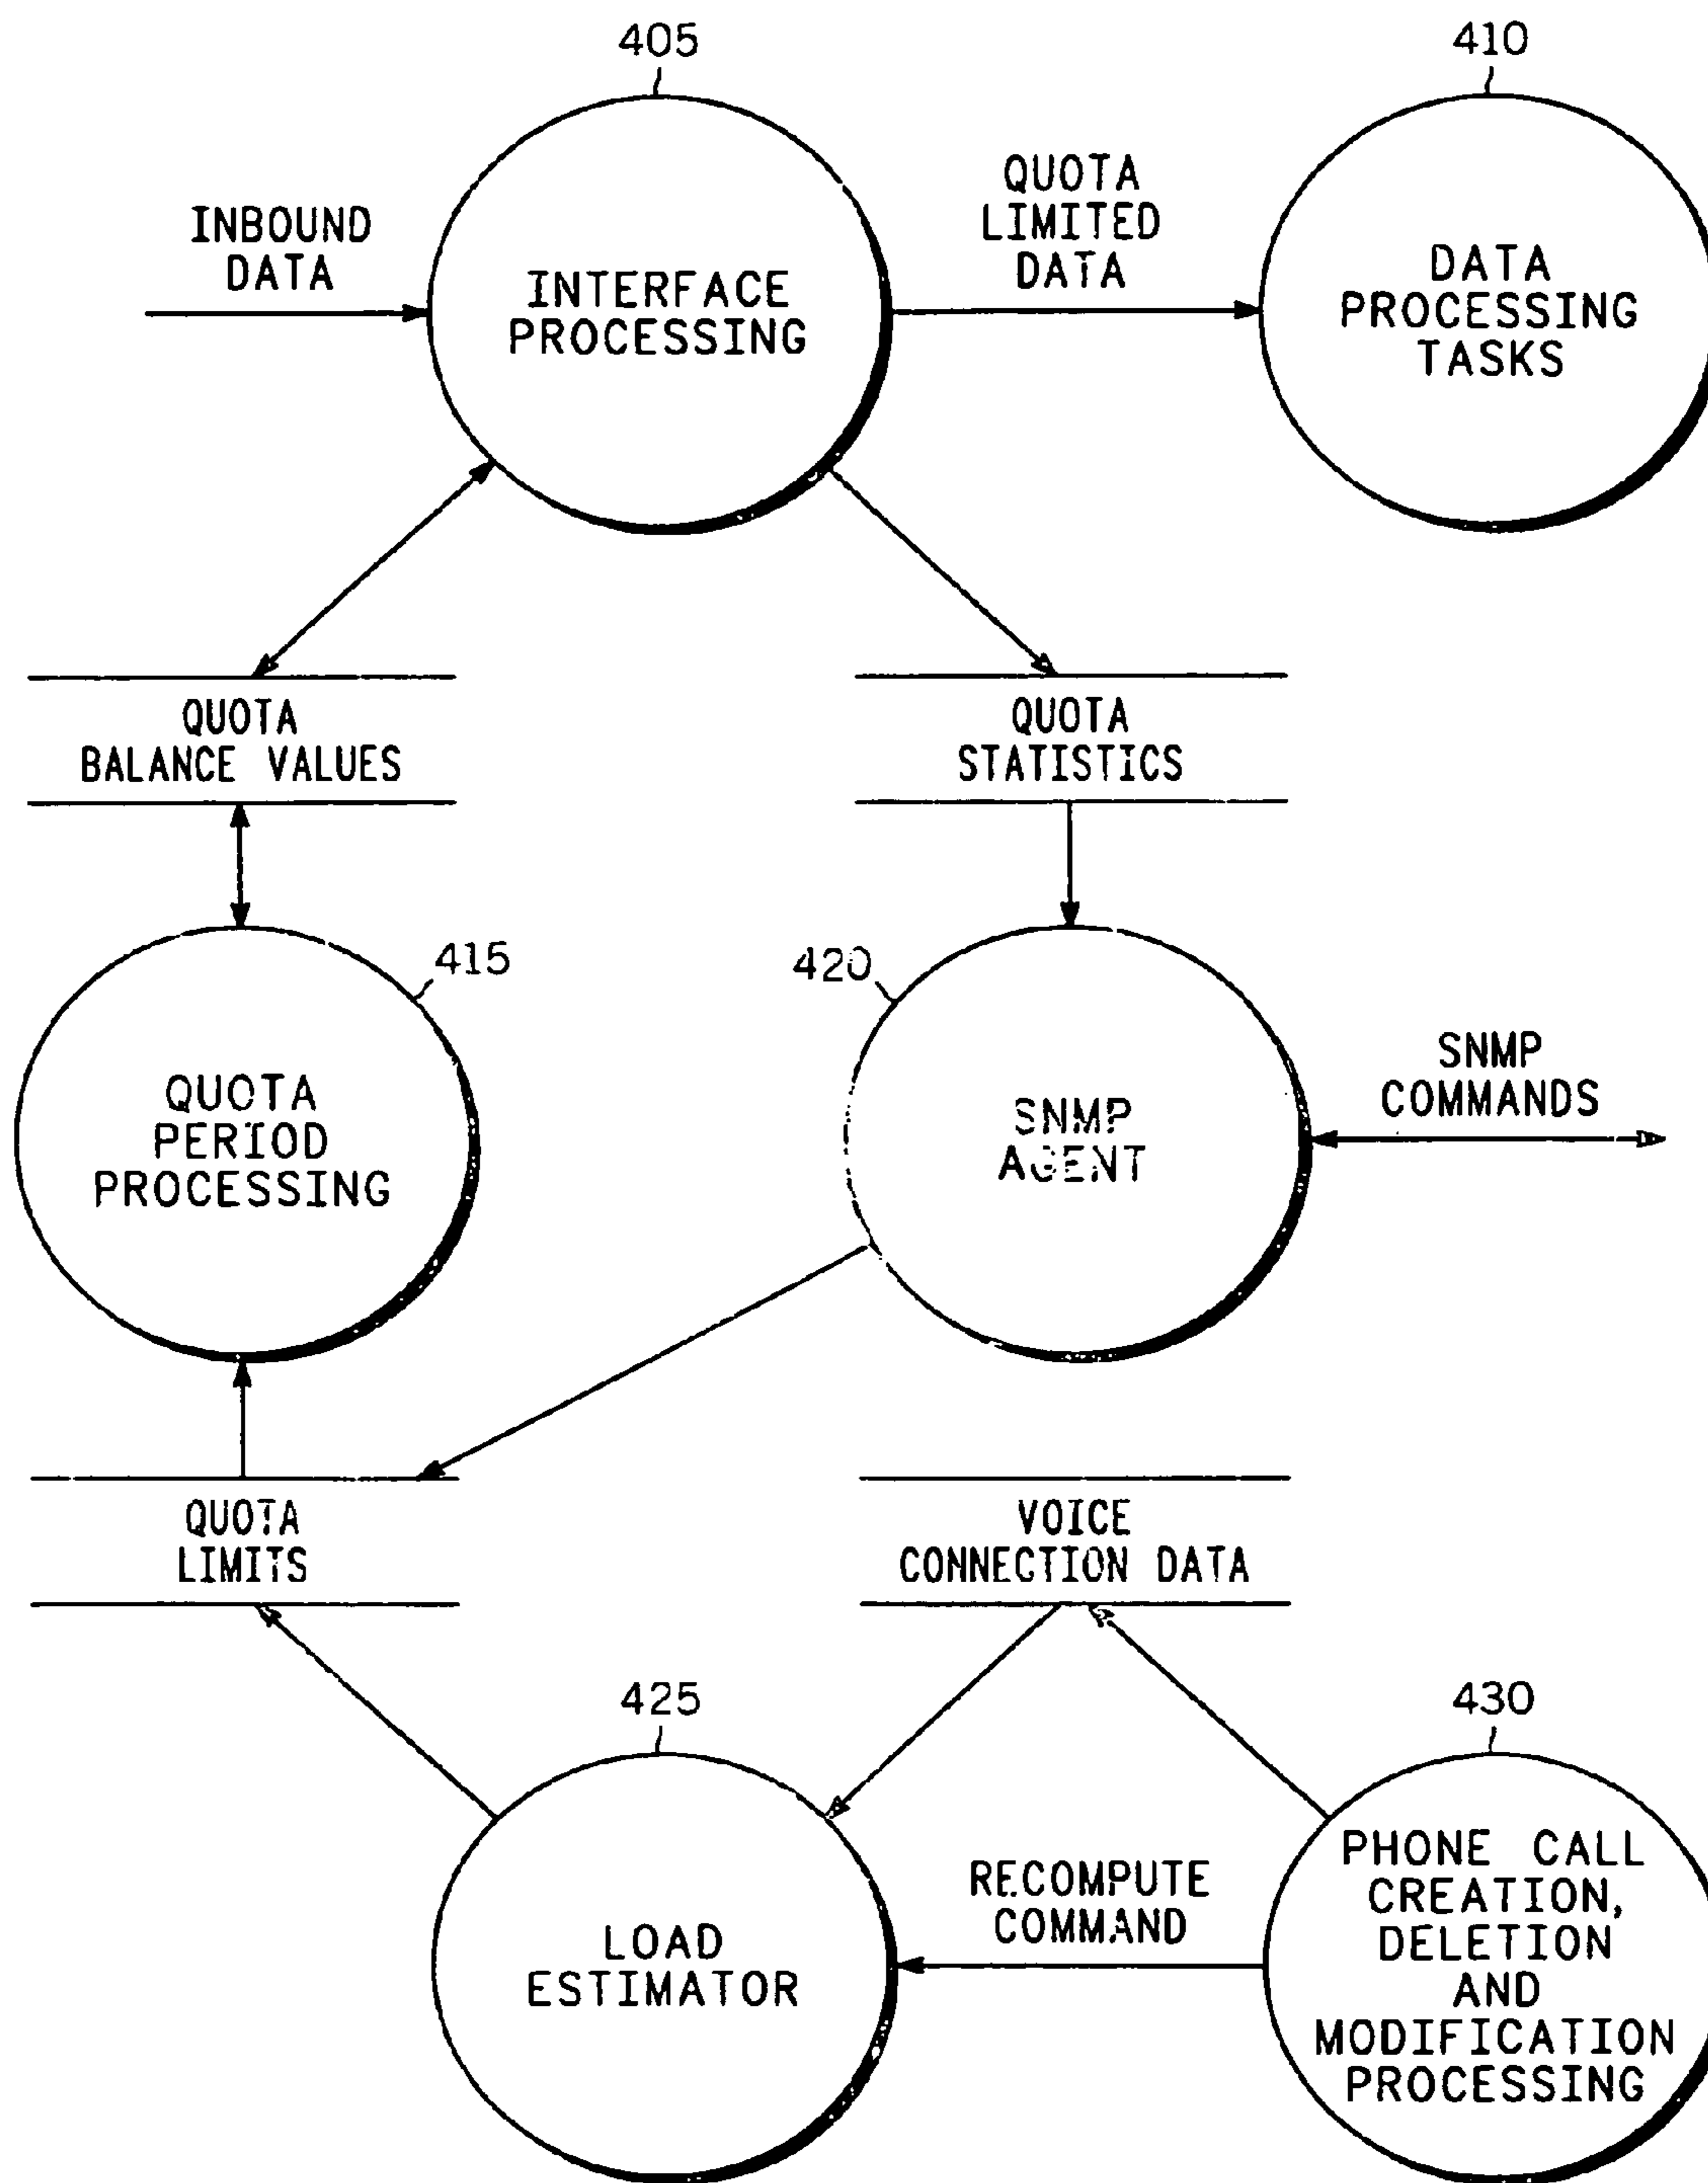 405
410
INBOUND
DATA
INTERFACE
PROCESSING
QUOTA
LIMITED
DATA
DATA
PROCESSING
TASKS
QUOTA
BALANCE VALUES
QUOTA
STATISTICS
415
420
QUOTA
PERIOD
PROCESSING
SNMP
AGENT
SNMP
COMMANDS
QUOTA
LIMITS
VOICE
CONNECTION DATA
425
430
LOAD
ESTIMATOR
RECOMPUTE
COMMAND
PHONE CALL
CREATION,
DELETION
AND
MODIFICATION
PROCESSING